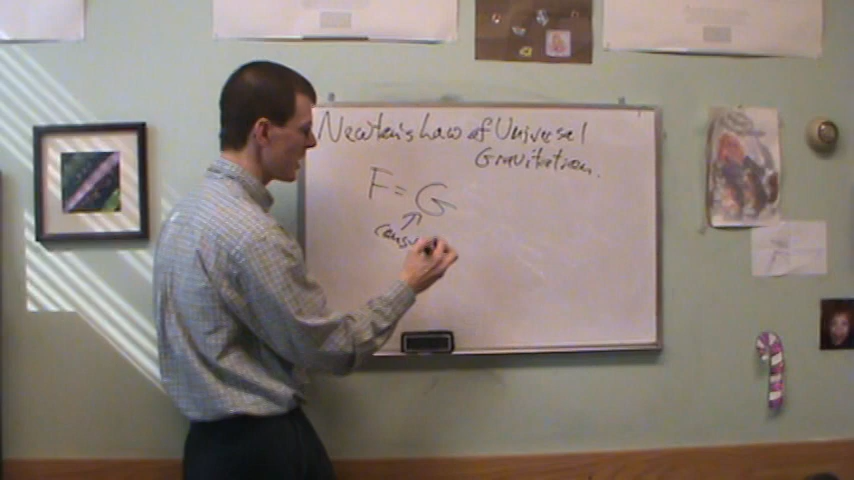 Newton's Law of Universal
Gravitation.
F = G